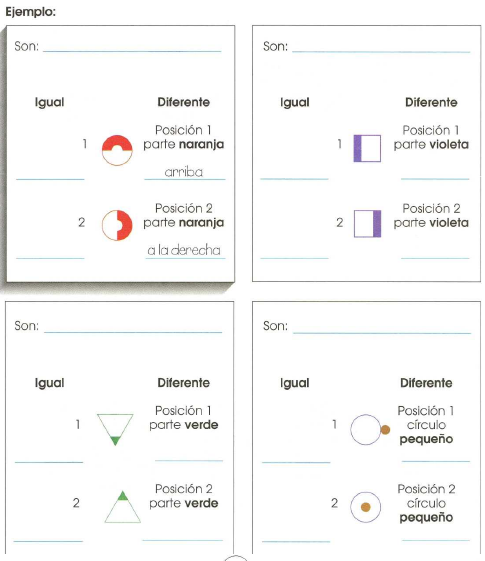 Ejemplo:
Son:
Igual Diferente
1 Posición 1
parte naranja
arriba
2 Posición 2
parte naranja
a la derecha
Son:
Igual Diferente
1 Posición 1
parte violeta
2 Posición 2
parte violeta
Son:
Igual Diferente
1 Posición 1
parte verde
2 Posición 2
parte verde
Son:
Igual Diferente
1 Posición 1
círculo
pequeño
2 Posición 2
círculo
pequeño